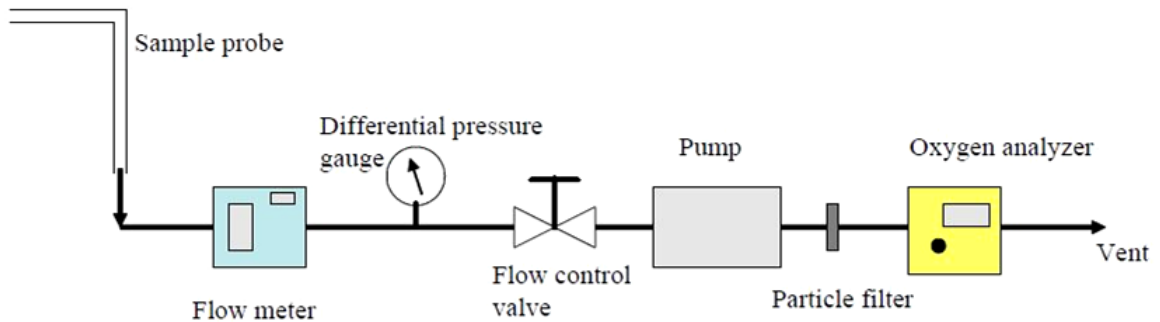 Sample probe
Differential pressure
gauge
Pump
Oxygen analyzer
Flow control
valve
Vent
Flow meter
Particle filter